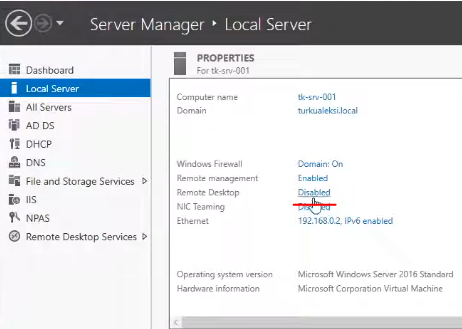 Server Manager • Local Server
Dashboard
Local Server
All Servers
AD DS
DHCP
DNS
File and Storage Services
IIS
NPAS
Remote Desktop Services
PROPERTIES
For tk-srv-001
Computer name tk-srv-001
Domain turkualeksi.local
Windows Firewall Domain: On
Remote management Enabled
Remote Desktop Disabled
NIC Teaming
Ethernet 192.168.0.2, IPv6 enabled
Operating system version Microsoft Windows Server 2016 Standard
Hardware information Microsoft Corporation Virtual Machine